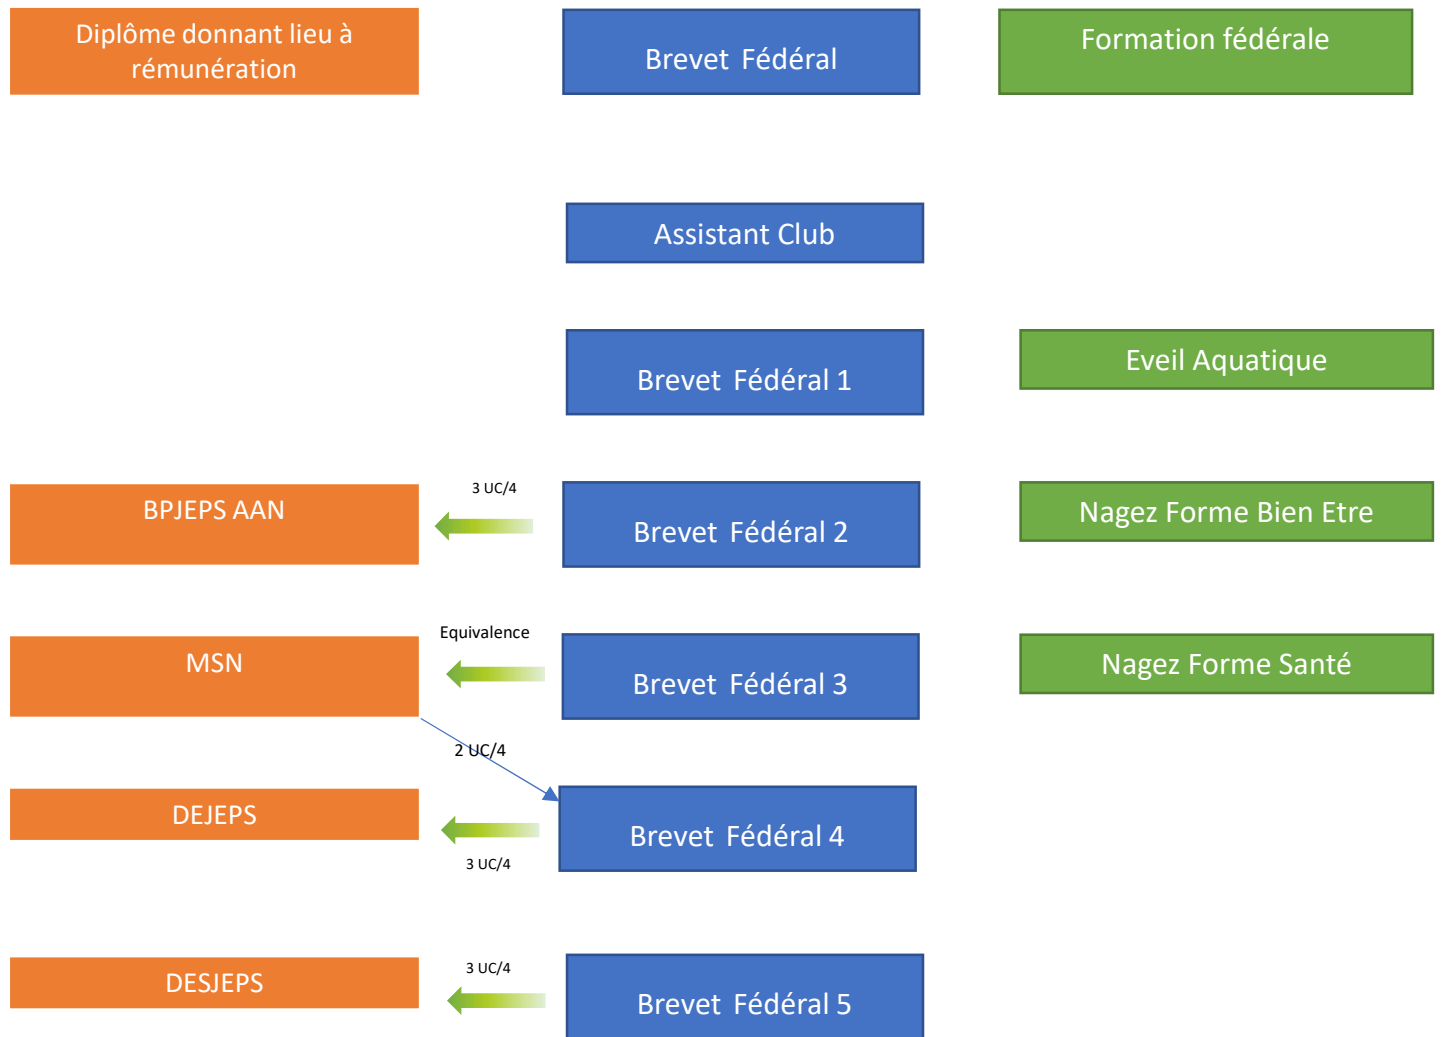 Diplôme donnant lieu à
rémunération
Brevet Fédéral
Formation fédérale
Assistant Club
Brevet Fédéral 1
Eveil Aquatique
BPJEPS AAN
3 UC/4
Brevet Fédéral 2
Nagez Forme Bien Etre
MSN
Equivalence
Brevet Fédéral 3
Nagez Forme Santé
2 UC/4
DEJEPS
3 UC/4
Brevet Fédéral 4
DESJEPS
3 UC/4
Brevet Fédéral 5